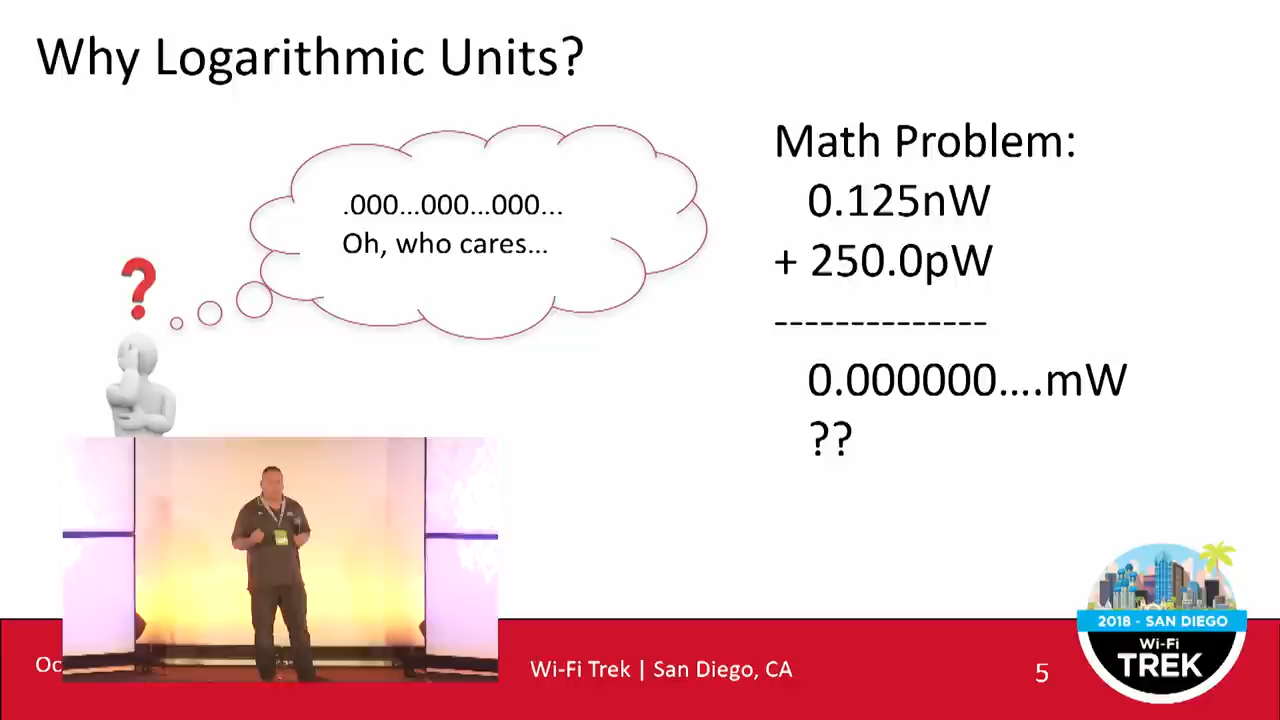 Why Logarithmic Units?
.000...000...000...
Oh, who cares...
?
Math Problem:
0.125nW
+ 250.0pW
--------------
0.000000....mW
??
Oc
Wi-Fi Trek | San Diego, CA
5
2018 - SAN DIEGO
Wi-Fi
TREK